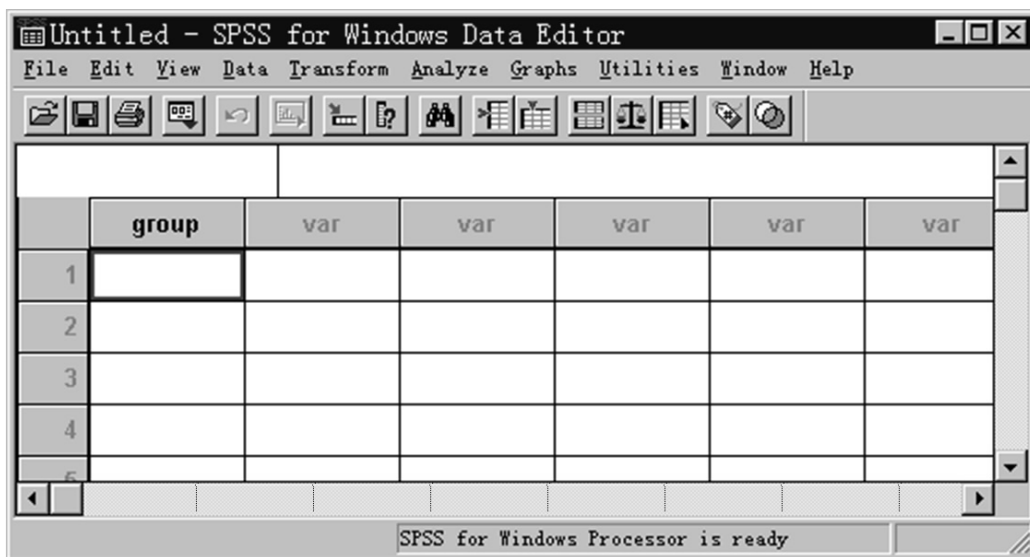 Untitled - SPSS for Windows Data Editor
File Edit View Data Transform Analyze Graphs Utilities Window Help
group var var var var var
1
2
3
4
5
SPSS for Windows Processor is ready